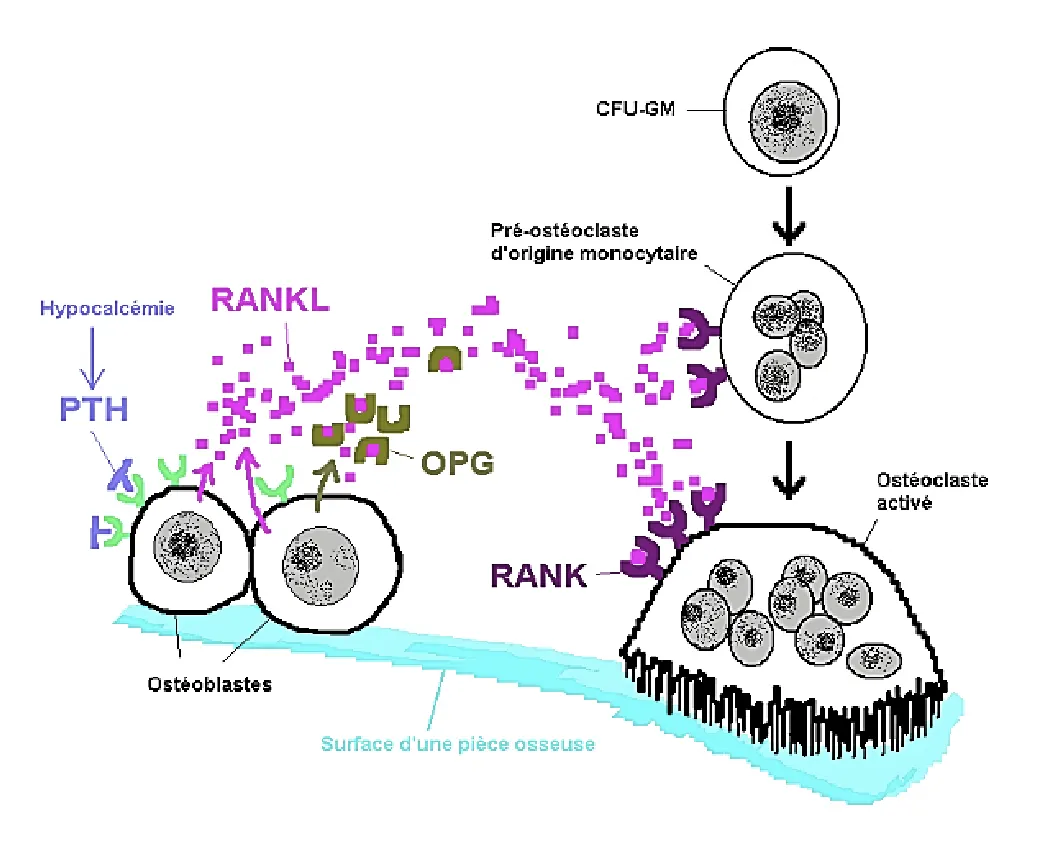 CFU-GM
Pré-ostéoclaste
d'origine monocytaire
Hypocalcémie
RANKL
PTH
OPG
Ostéoclaste
activé
RANK
Ostéoblastes
Surface d'une pièce osseuse